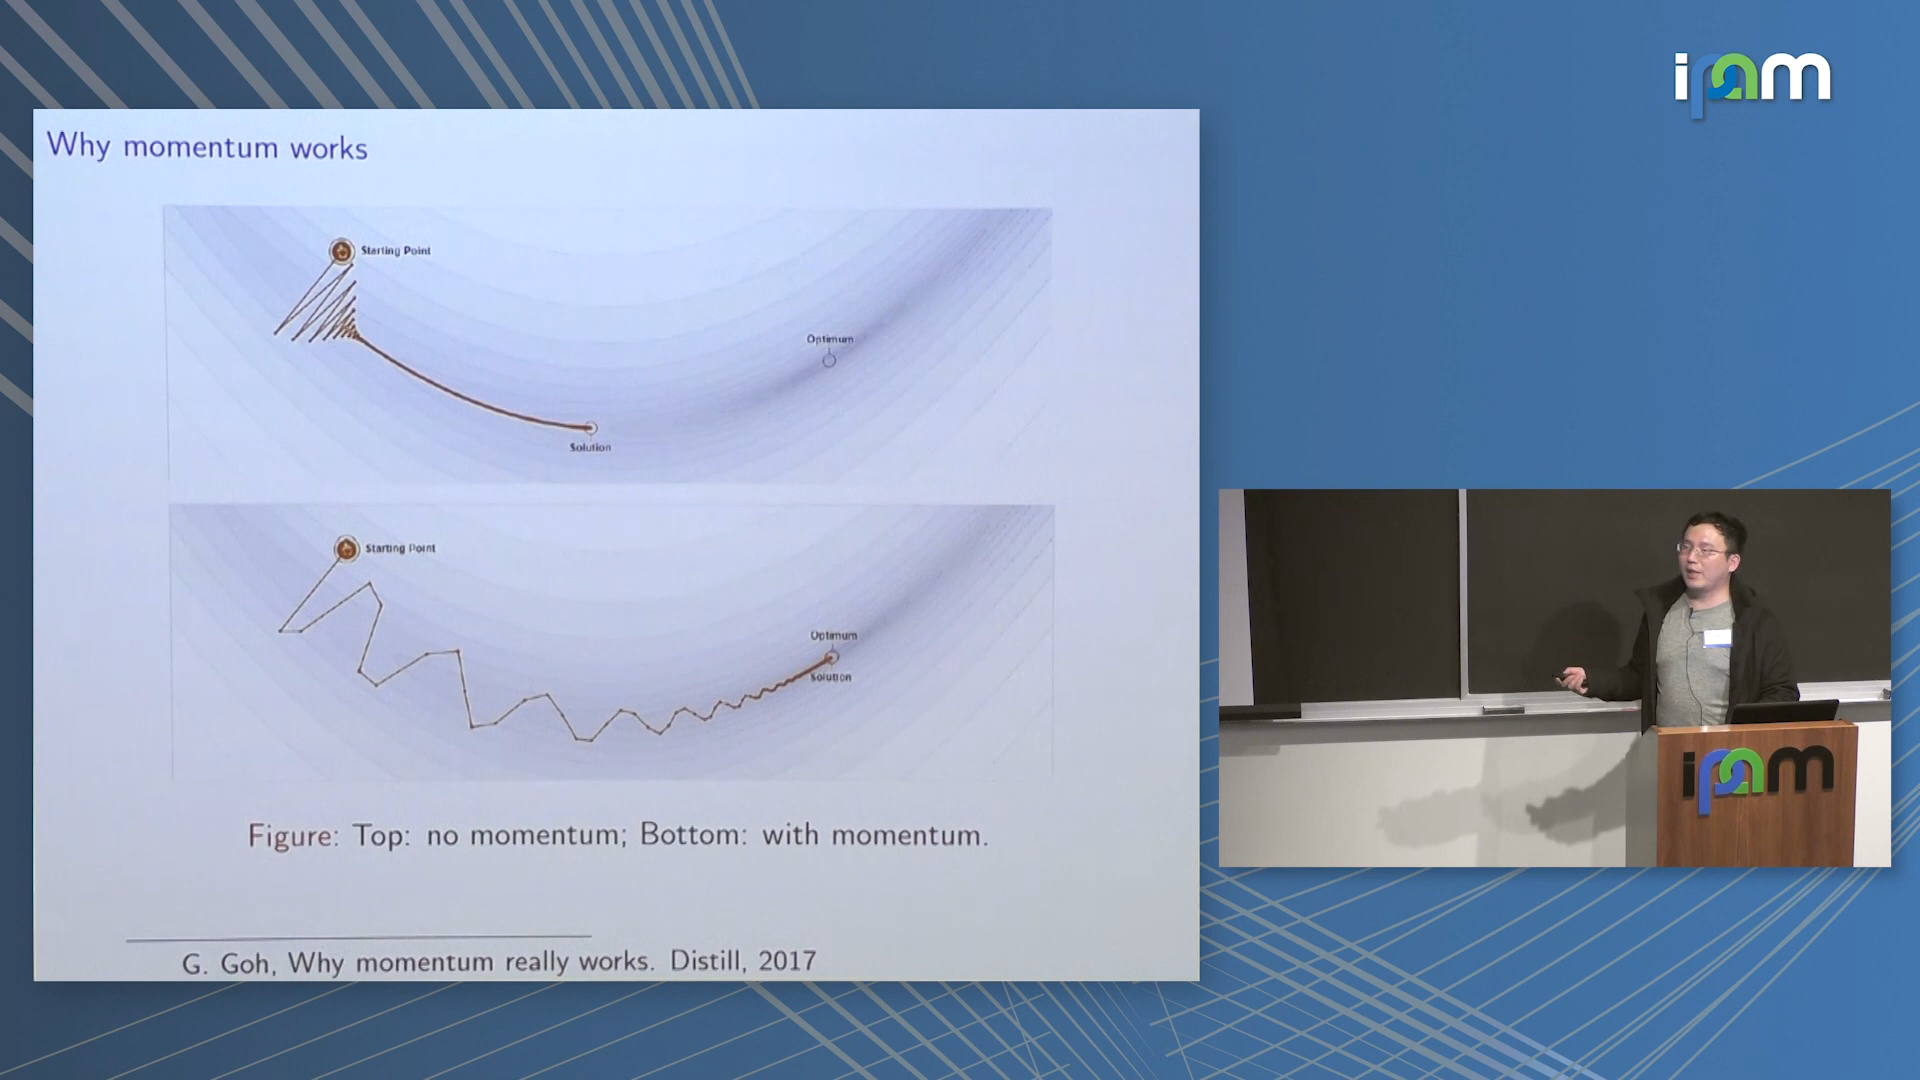 ipam
Why momentum works
Starting Point
Optimum
Solution
Starting Point
Optimum
Solution
Figure: Top: no momentum; Bottom: with momentum.
G. Goh, Why momentum really works. Distill, 2017
ipam